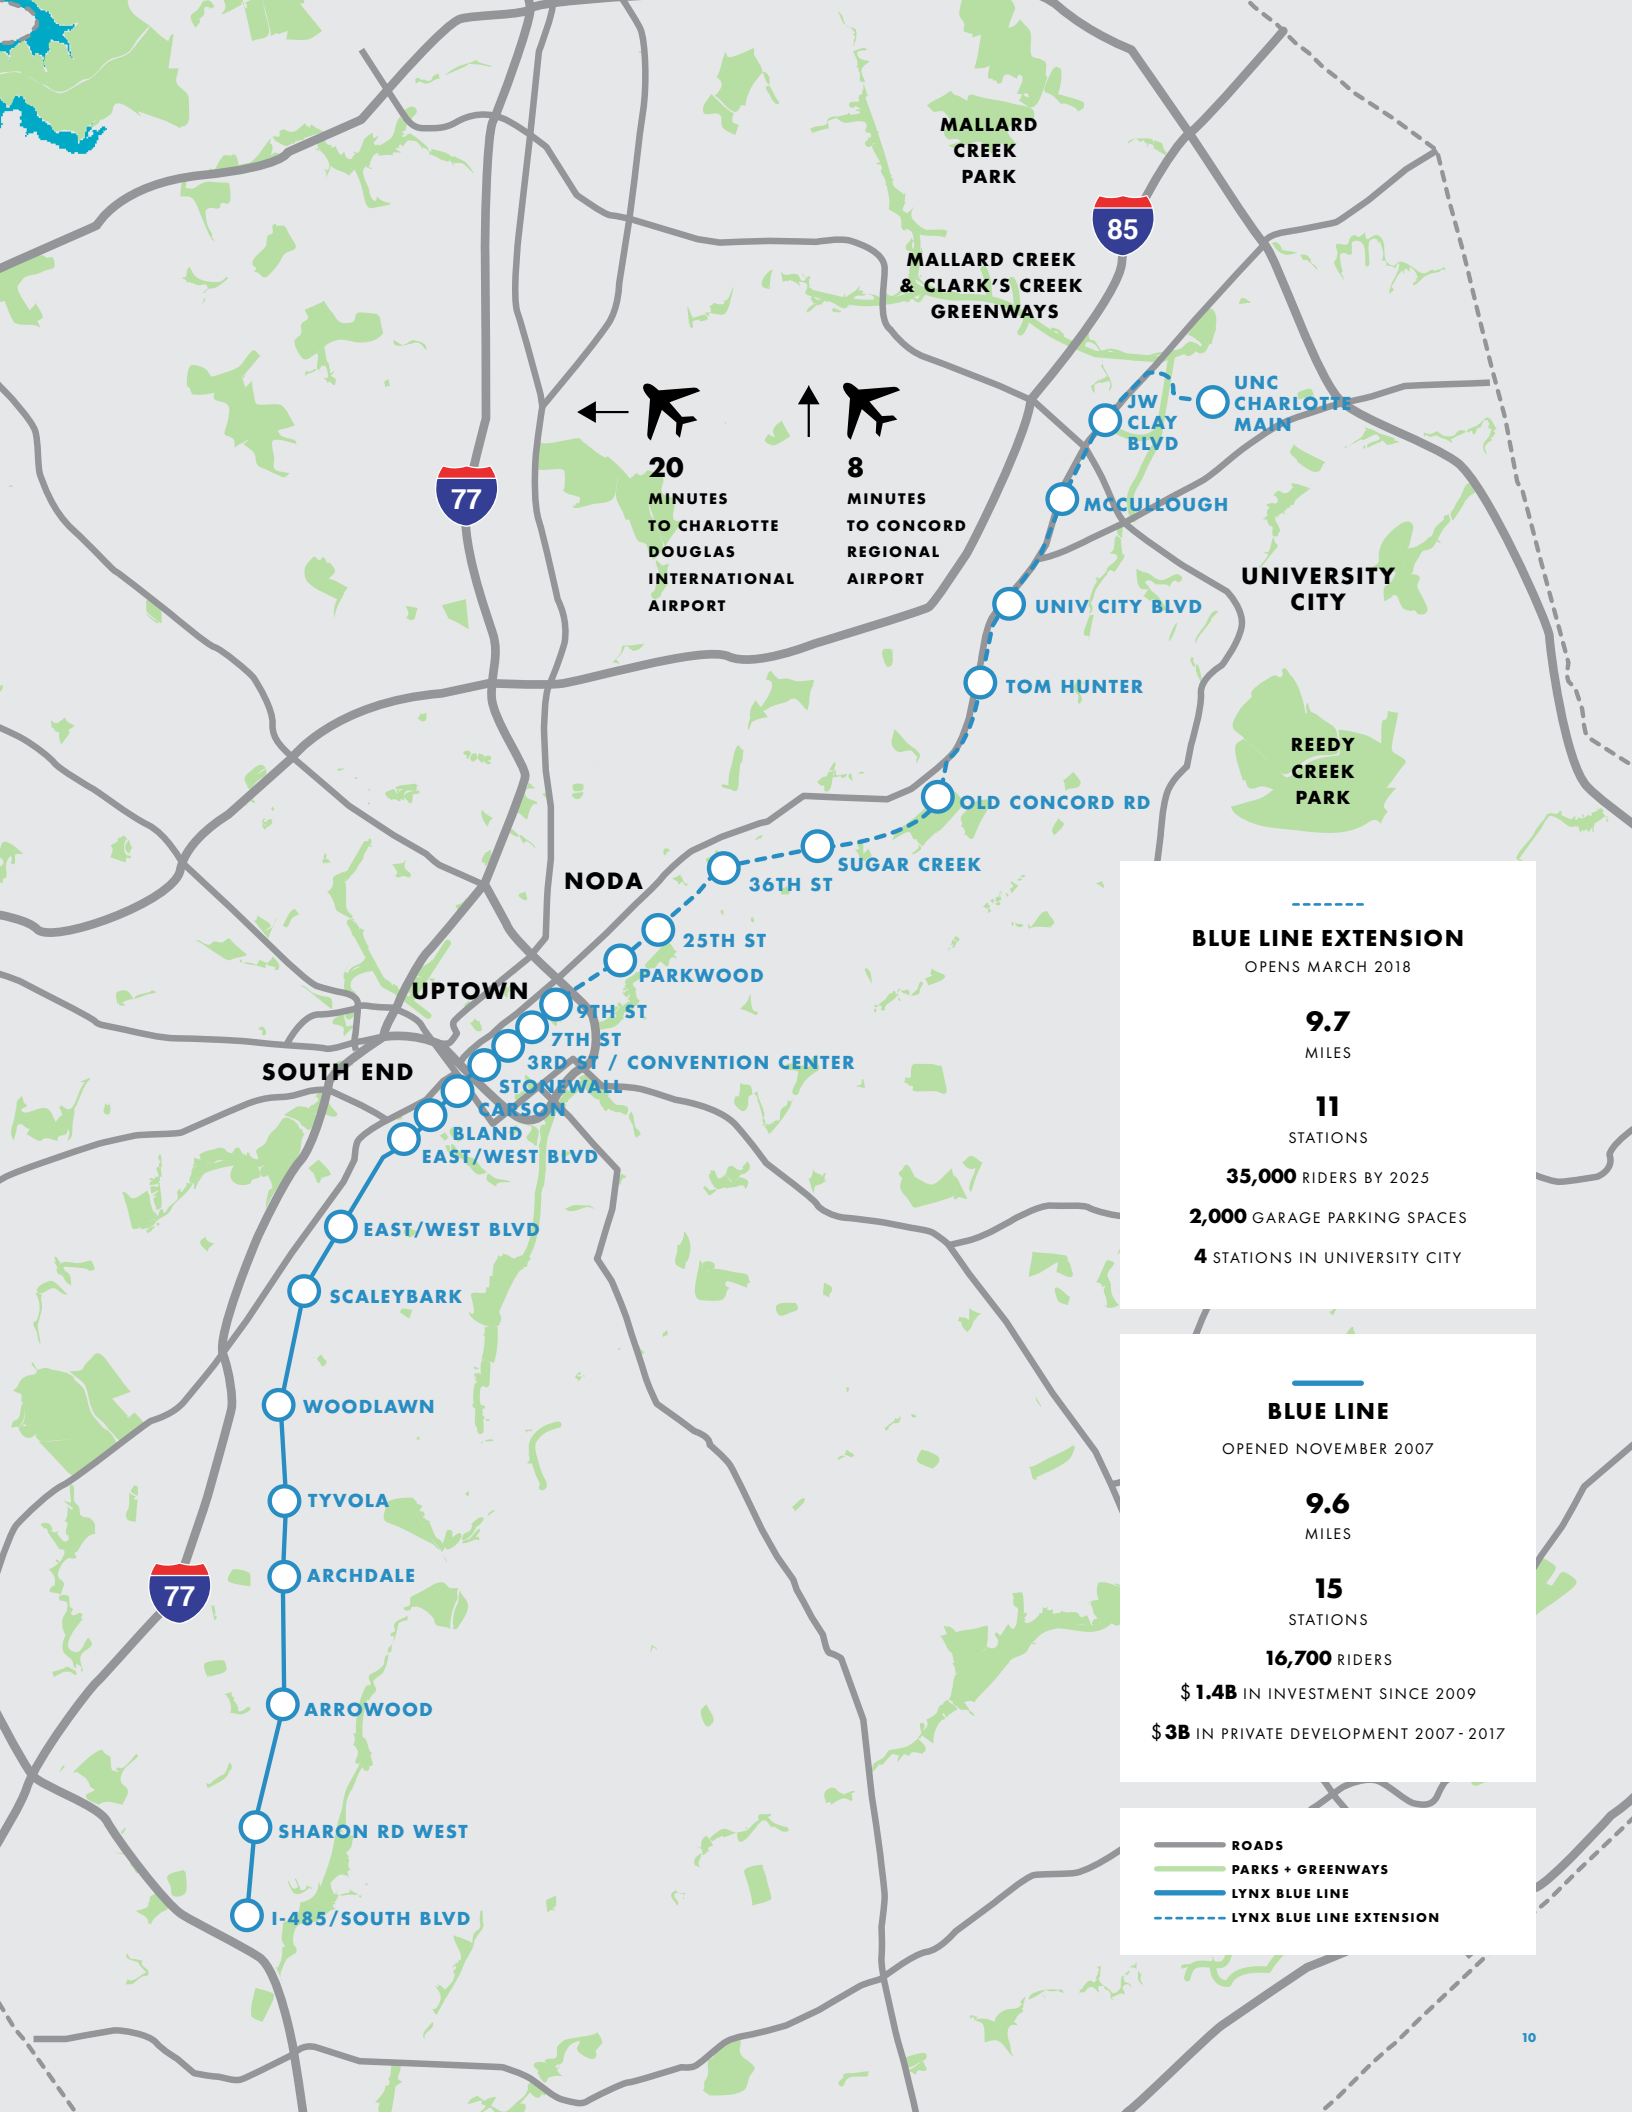 MALLARD
CREEK
PARK
85
MALLARD CREEK
& CLARK'S CREEK
GREENWAYS
UNC
CHARLOTTE
MAIN
JW
CLAY
BLVD
20
MINUTES
TO CHARLOTTE
DOUGLAS
INTERNATIONAL
AIRPORT
8
MINUTES
TO CONCORD
REGIONAL
AIRPORT
77
MCCULLOUGH
UNIVERSITY
CITY
UNIV CITY BLVD
TOM HUNTER
REEDY
CREEK
PARK
OLD CONCORD RD
SUGAR CREEK
36TH ST
NODA
25TH ST
PARKWOOD
UPTOWN
9TH ST
7TH ST
3RD ST / CONVENTION CENTER
SOUTH END
STONEWALL
CARSON
BLAND
EAST/WEST BLVD
EAST/WEST BLVD
SCALEYBARK
WOODLAWN
TYVOLA
ARCHDALE
77
ARROWOOD
SHARON RD WEST
I-485/SOUTH BLVD
BLUE LINE EXTENSION
OPENS MARCH 2018
9.7
MILES
11
STATIONS
35,000 RIDERS BY 2025
2,000 GARAGE PARKING SPACES
4 STATIONS IN UNIVERSITY CITY
BLUE LINE
OPENED NOVEMBER 2007
9.6
MILES
15
STATIONS
16,700 RIDERS
$1.4B IN INVESTMENT SINCE 2009
$3B IN PRIVATE DEVELOPMENT 2007-2017
ROADS
PARKS + GREENWAYS
LYNX BLUE LINE
LYNX BLUE LINE EXTENSION
10